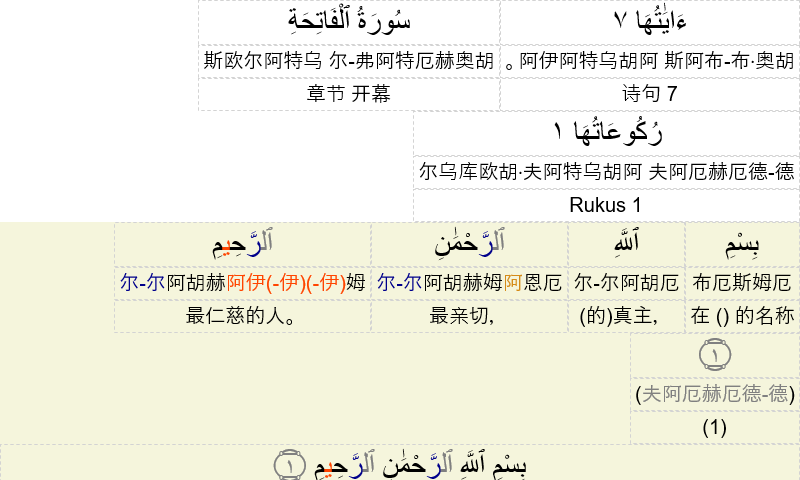 ءَايَٰتُهَا ٧ سُورَةُ ٱلْفَاتِحَةِ
阿伊阿特乌胡阿 斯阿布-布·奥胡。 斯欧尔阿特乌 尔-弗阿特厄赫奥胡
诗句 7 章节 开幕
رُكُوعَاتُهَا ١
尔乌库欧胡·夫阿特乌胡阿 夫阿厄赫厄德-德
Rukus 1
بِسْمِ ٱللَّهِ ٱلرَّحْمَٰنِ ٱلرَّحِيمِ
布厄斯姆厄 尔-尔阿胡厄 尔-尔阿胡赫姆阿恩厄 尔-尔阿胡赫阿伊(-伊)(-伊)姆
在 () 的名称 (的)真主, 最亲切, 最仁慈的人。
١
(夫阿厄赫厄德-德)
(1)
بِسْمِ ٱللَّهِ ٱلرَّحْمَٰنِ ٱلرَّحِيمِ ١